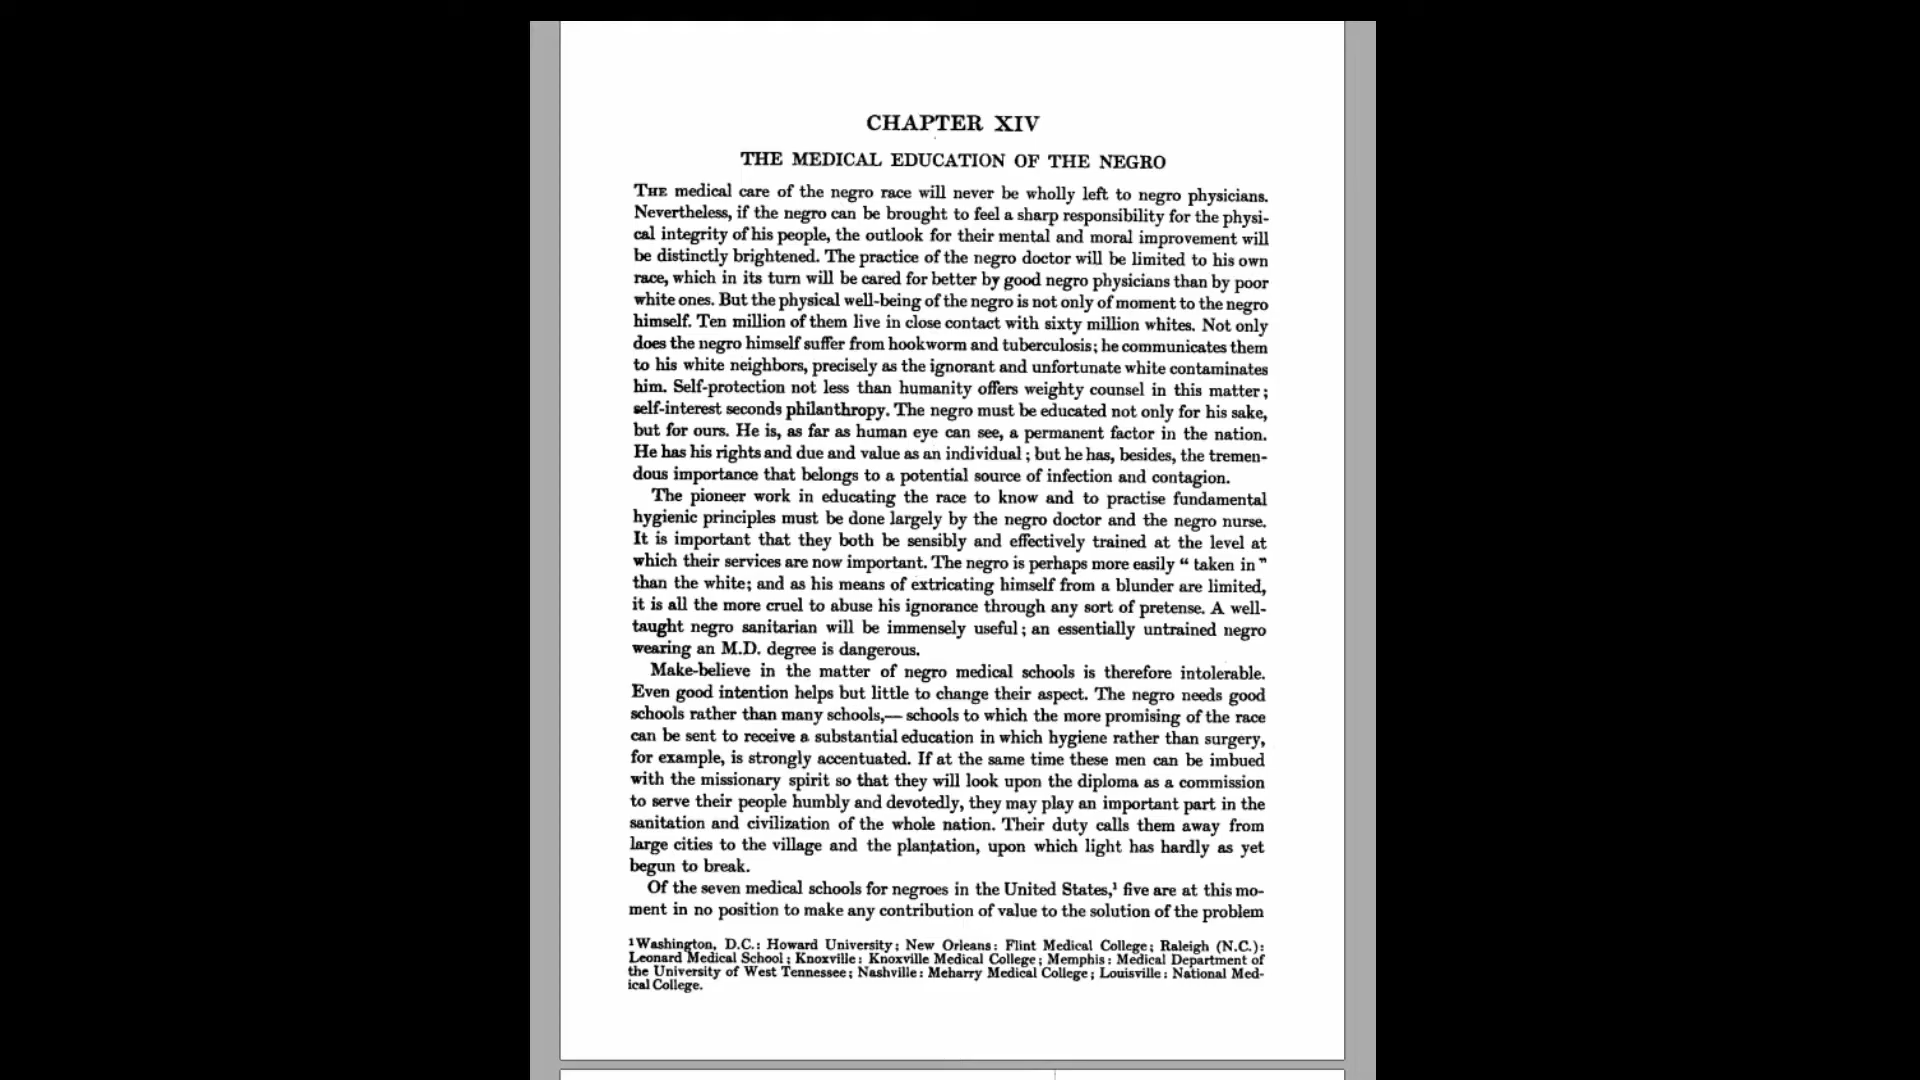 CHAPTER XIV
THE MEDICAL EDUCATION OF THE NEGRO
THE medical care of the negro race will never be wholly left to negro physicians.
Nevertheless, if the negro can be brought to feel a sharp responsibility for the physi-
cal integrity of his people, the outlook for their mental and moral improvement will
be distinctly brightened. The practice of the negro doctor will be limited to his own
race, which in its turn will be cared for better by good negro physicians than by poor
white ones. But the physical well-being of the negro is not only of moment to the negro
himself. Ten million of them live in close contact with sixty million whites. Not only
does the negro himself suffer from hookworm and tuberculosis; he communicates them
to his white neighbors, precisely as the ignorant and unfortunate white contaminates
him. Self-protection not less than humanity offers weighty counsel in this matter;
self-interest seconds philanthropy. The negro must be educated not only for his sake,
but for ours. He is, as far as human eye can see, a permanent factor in the nation.
He has his rights and due and value as an individual; but he has, besides, the tremen-
dous importance that belongs to a potential source of infection and contagion.
The pioneer work in educating the race to know and to practise fundamental
hygienic principles must be done largely by the negro doctor and the negro nurse.
It is important that they both be sensibly and effectively trained at the level at
which their services are now important. The negro is perhaps more easily “ taken in ”
than the white; and as his means of extricating himself from a blunder are limited,
it is all the more cruel to abuse his ignorance through any sort of pretense. A well-
taught negro sanitarian will be immensely useful; an essentially untrained negro
wearing an M.D. degree is dangerous.
Make-believe in the matter of negro medical schools is therefore intolerable.
Even good intention helps but little to change their aspect. The negro needs good
schools rather than many schools,— schools to which the more promising of the race
can be sent to receive a substantial education in which hygiene rather than surgery,
for example, is strongly accentuated. If at the same time these men can be imbued
with the missionary spirit so that they will look upon the diploma as a commission
to serve their people humbly and devotedly, they may play an important part in the
sanitation and civilization of the whole nation. Their duty calls them away from
large cities to the village and the plantation, upon which light has hardly as yet
begun to break.
Of the seven medical schools for negroes in the United States,¹ five are at this mo-
ment in no position to make any contribution of value to the solution of the problem
¹Washington, D.C.: Howard University; New Orleans: Flint Medical College; Raleigh (N.C.):
Leonard Medical School; Knoxville: Knoxville Medical College; Memphis: Medical Department of
the University of West Tennessee; Nashville: Meharry Medical College; Louisville: National Med-
ical College.